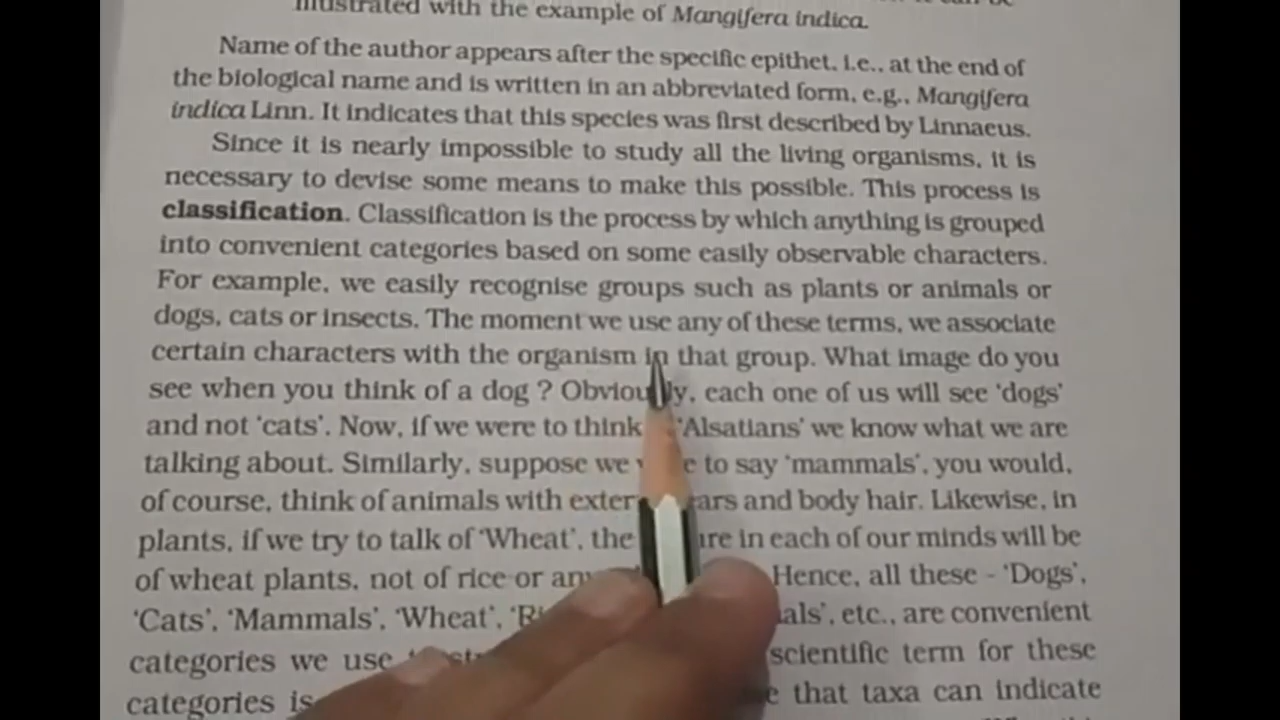 illustrated with the example of Mangifera indica.
Name of the author appears after the specific epithet, i.e., at the end of
the biological name and is written in an abbreviated form, e.g., Mangifera
indica Linn. It indicates that this species was first described by Linnaeus.
Since it is nearly impossible to study all the living organisms, it is
necessary to devise some means to make this possible. This process is
classification. Classification is the process by which anything is grouped
into convenient categories based on some easily observable characters.
For example, we easily recognise groups such as plants or animals or
dogs, cats or insects. The moment we use any of these terms, we associate
certain characters with the organism in that group. What image do you
see when you think of a dog ? Obviously, each one of us will see 'dogs'
and not 'cats'. Now, if we were to think 'Alsatians' we know what we are
talking about. Similarly, suppose we to say 'mammals', you would,
of course, think of animals with and body hair. Likewise, in
plants, if we try to talk of 'Wheat', the in each of our minds will be
of wheat plants, not of rice or Hence, all these - 'Dogs',
'Cats', 'Mammals', 'Wheat', etc., are convenient
categories we use scientific term for these
categories is that taxa can indicate